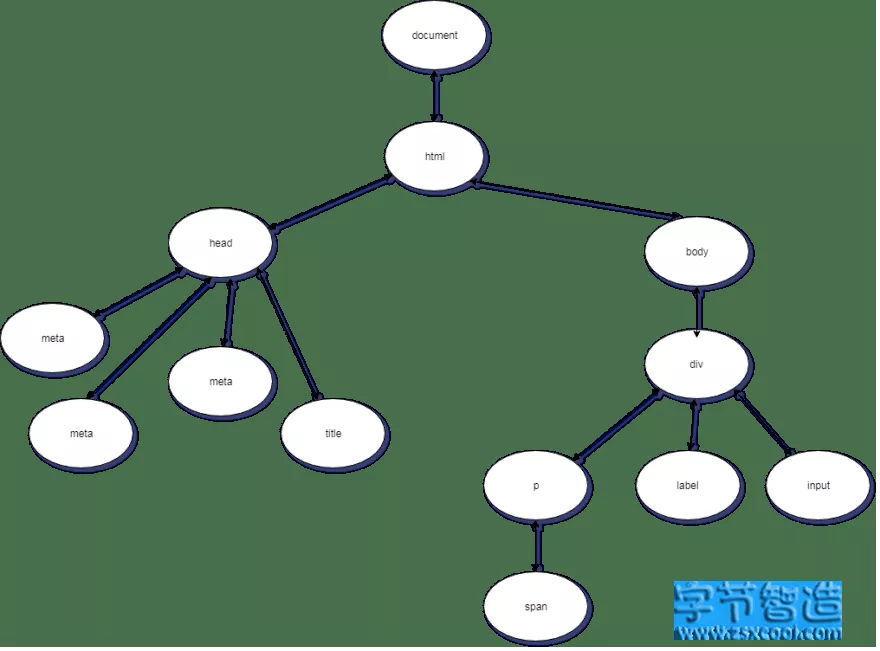 document
html
head
body
meta
div
meta
meta
title
p
label
input
span
字节智造
www.zsxcool.com